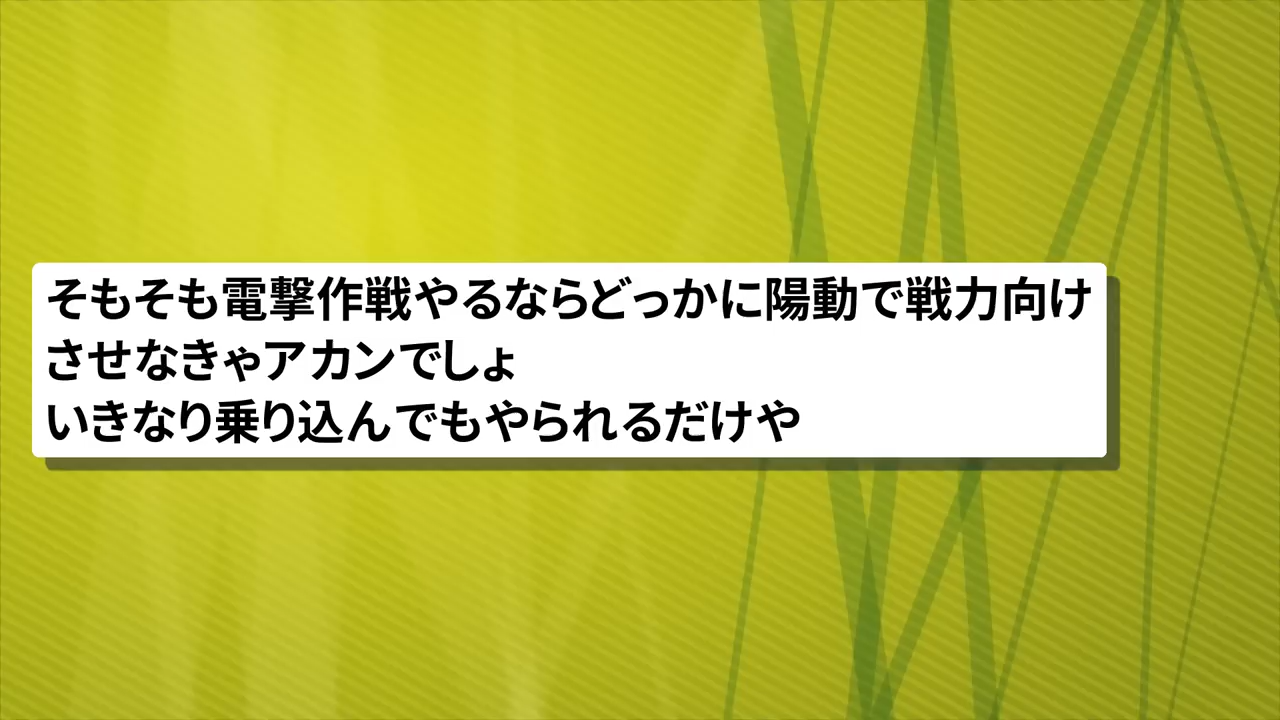 そもそも電撃作戦やるならどっかに陽動で戦力向け
させなきゃアカンでしょ
いきなり乗り込んでもやられるだけや